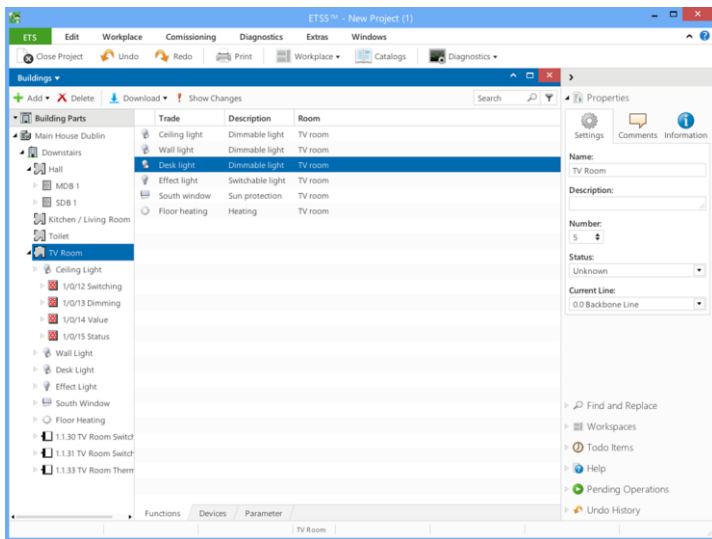 ETS5™ - New Project (1)
ETS Edit Workplace Comissioning Diagnostics Extras Windows
Close Project Undo Redo Print Workplace Catalogs Diagnostics
Buildings
Add Delete Download Show Changes Search
Building Parts
Main House Dublin
Downstairs
Hall
MDB 1
SDB 1
Kitchen / Living Room
Toilet
TV Room
Ceiling Light
1/0/12 Switching
1/0/13 Dimming
1/0/14 Value
1/0/15 Status
Wall Light
Desk Light
Effect Light
South Window
Floor Heating
1.1.30 TV Room Switch
1.1.31 TV Room Switch
1.1.33 TV Room Therm
Trade Description Room
Ceiling light Dimmable light TV room
Wall light Dimmable light TV room
Desk light Dimmable light TV room
Effect light Switchable light TV room
South window Sun protection TV room
Floor heating Heating TV room
Functions Devices Parameter
Properties
Settings Comments Information
Name:
TV Room
Description:
Number:
5
Status:
Unknown
Current Line:
0.0 Backbone Line
Find and Replace
Workspaces
Todo Items
Help
Pending Operations
Undo History
TV Room